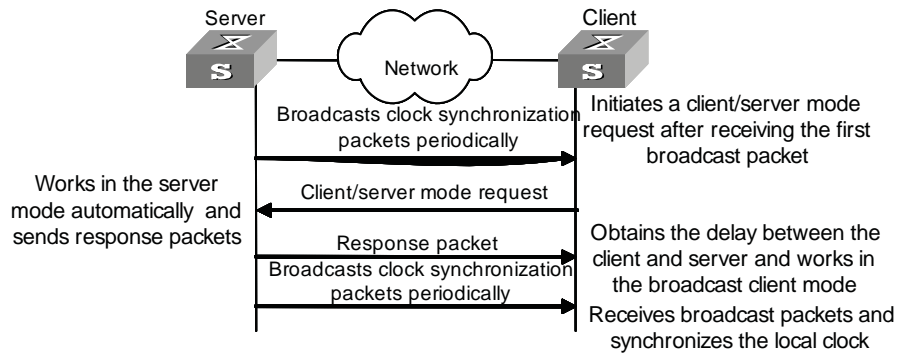 Server
Client
S
S
Network
Broadcasts clock synchronization
packets periodically
Initiates a client/server mode
request after receiving the first
broadcast packet
Works in the server
mode automatically and
sends response packets
Client/server mode request
Response packet
Obtains the delay between the
client and server and works in
the broadcast client mode
Broadcasts clock synchronization
packets periodically
Receives broadcast packets and
synchronizes the local clock